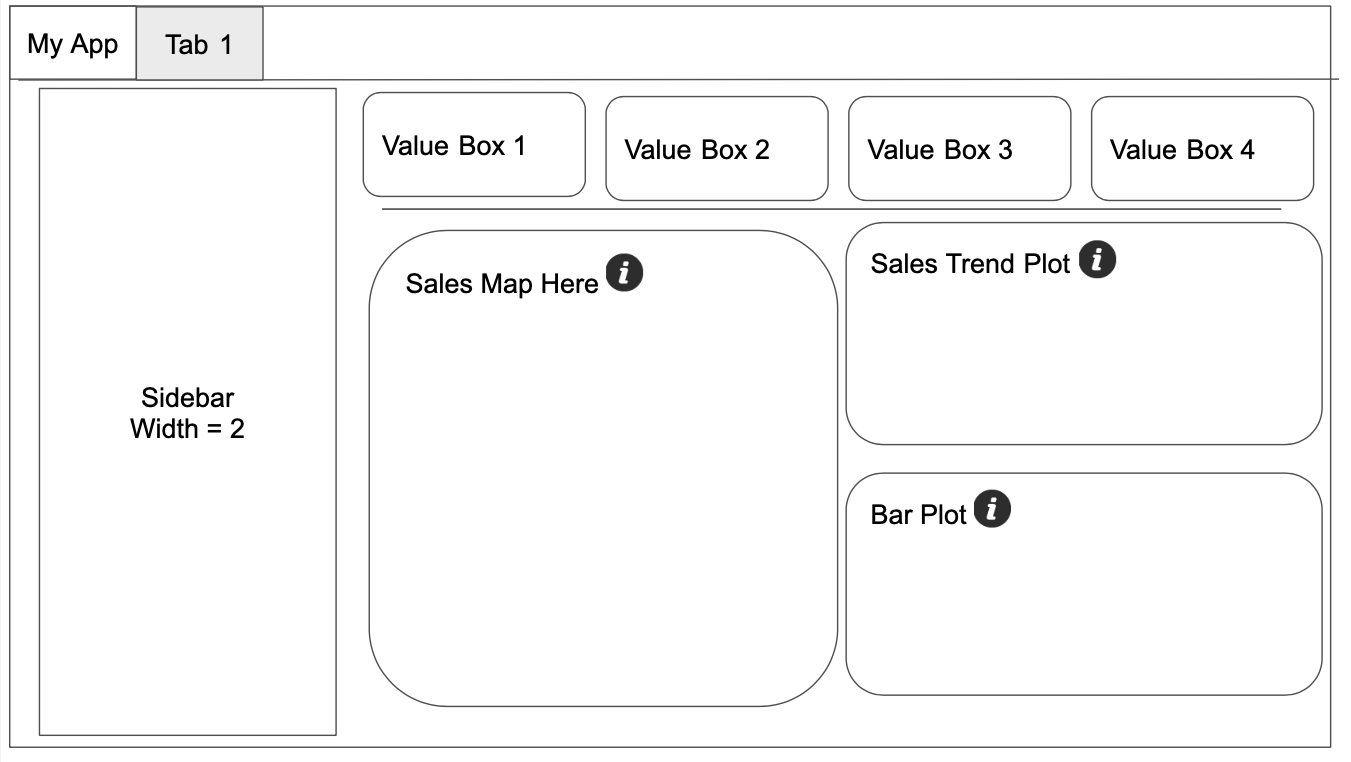 My App
Tab 1
Value Box 1
Value Box 2
Value Box 3
Value Box 4
Sidebar
Width = 2
Sales Map Here i
Sales Trend Plot i
Bar Plot i